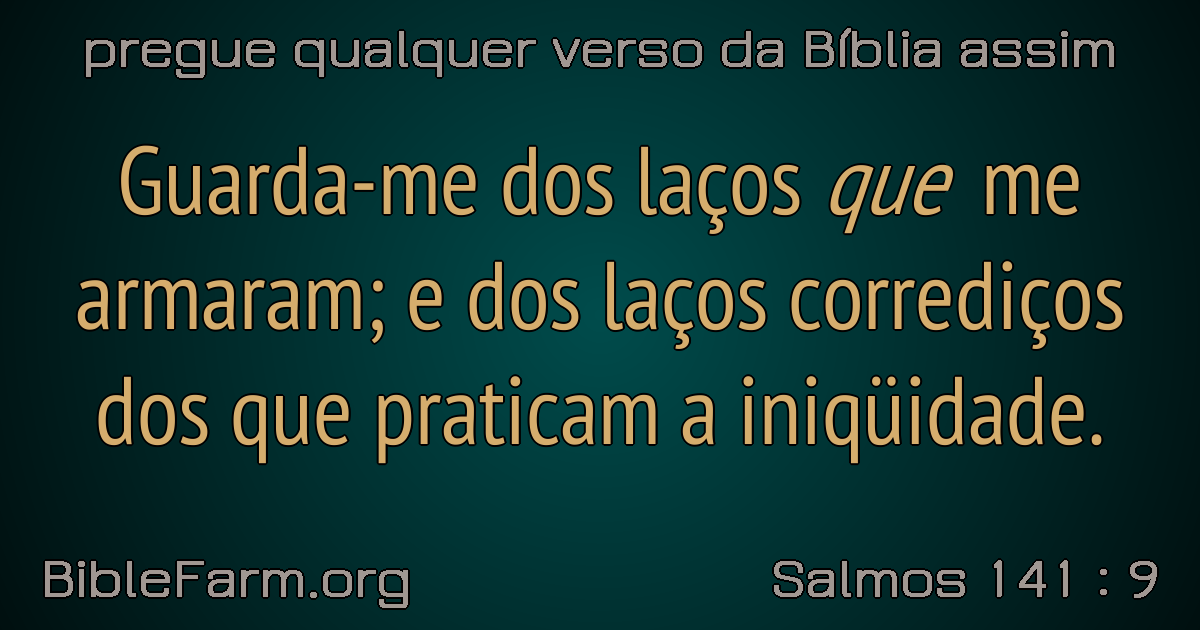 pregue qualquer verso da Bíblia assim
Guarda-me dos laços que me
armaram; e dos laços corrediços
dos que praticam a iniqüidade.
BibleFarm.org
Salmos 141 : 9